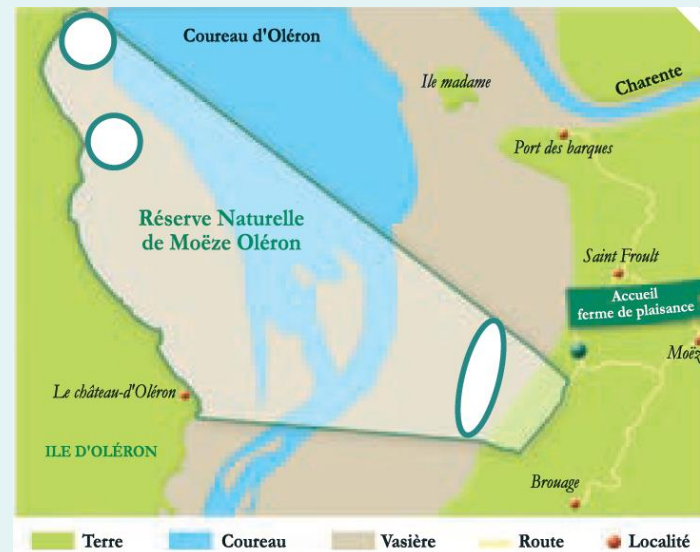 Coureau d'Oléron
Ile madame
Charente
Port des barques
Réserve Naturelle
de Moëze Oléron
Saint Froult
Accueil
ferme de plaisance
Moëz
Le château-d'Oléron
ILE D'OLÉRON
Brouage
Terre
Coureau
Vasière
Route
Localité